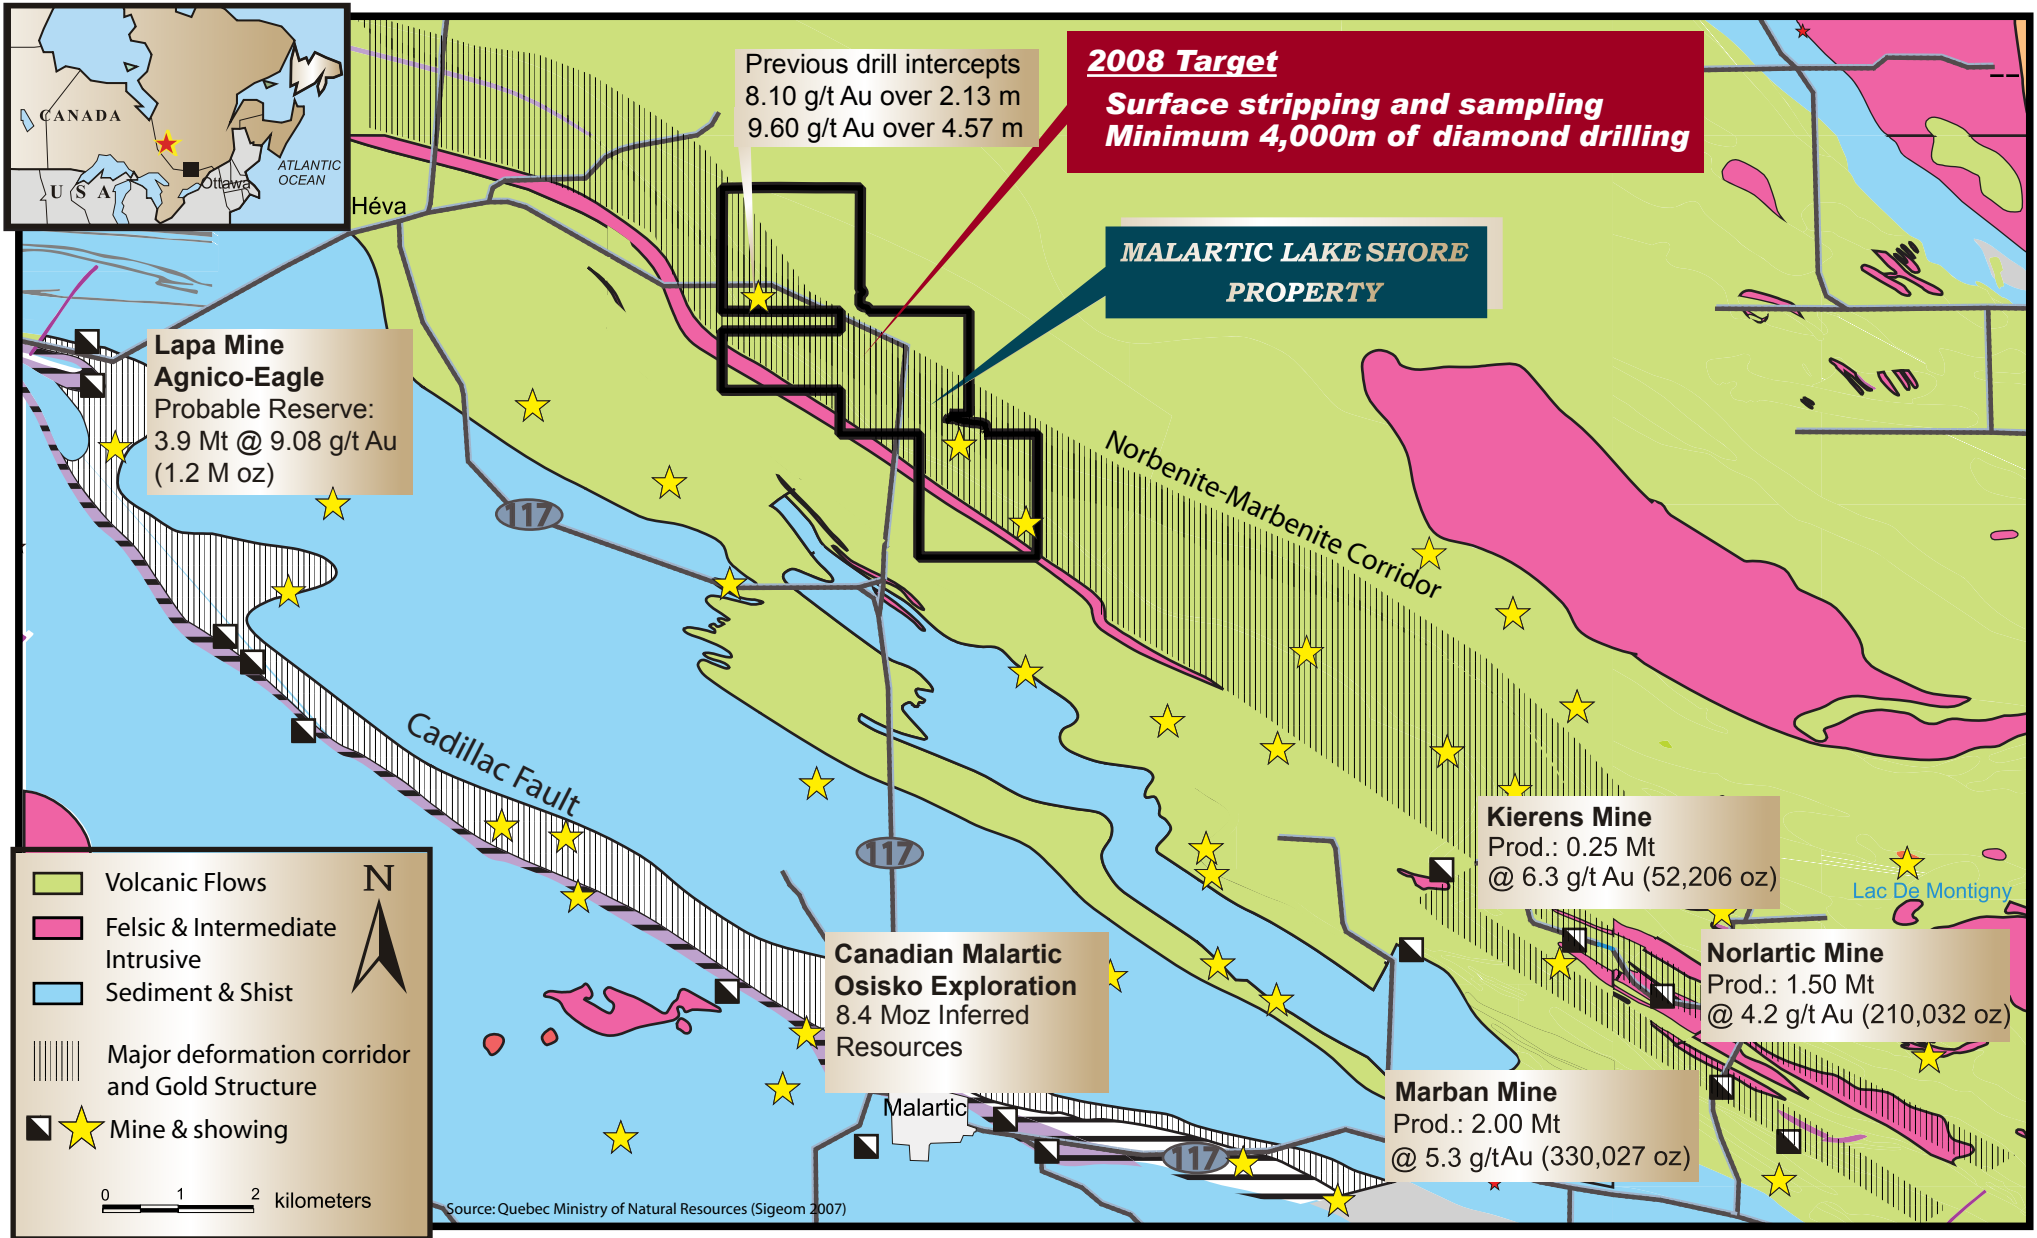 CANADA
U S A
Ottawa
ATLANTIC
OCEAN
Héva
Previous drill intercepts
8.10 g/t Au over 2.13 m
9.60 g/t Au over 4.57 m
2008 Target
Surface stripping and sampling
Minimum 4,000m of diamond drilling
MALARTIC LAKE SHORE
PROPERTY
Lapa Mine
Agnico-Eagle
Probable Reserve:
3.9 Mt @ 9.08 g/t Au
(1.2 M oz)
117
Norbenite-Marbenite Corridor
Cadillac Fault
117
Kierens Mine
Prod.: 0.25 Mt
@ 6.3 g/t Au (52,206 oz)
Lac De Montigny
Norlartic Mine
Prod.: 1.50 Mt
@ 4.2 g/t Au (210,032 oz)
Canadian Malartic
Osisko Exploration
8.4 Moz Inferred
Resources
Malartic
117
Marban Mine
Prod.: 2.00 Mt
@ 5.3 g/t Au (330,027 oz)
N
Volcanic Flows
Felsic & Intermediate
Intrusive
Sediment & Shist
Major deformation corridor
and Gold Structure
Mine & showing
0 1 2 kilometers
Source: Quebec Ministry of Natural Resources (Sigeom 2007)